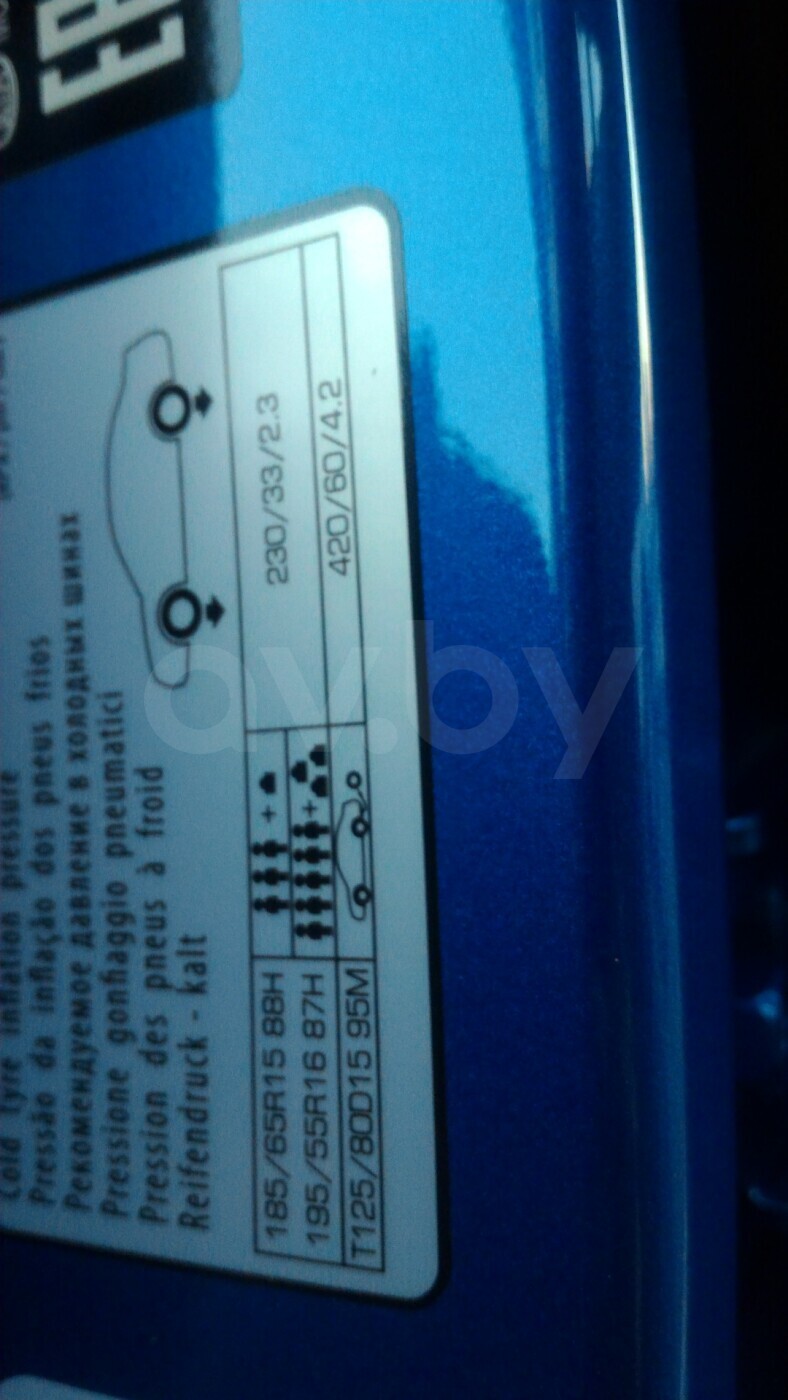 Cold tyre inflation pressure
Pressão da inflação dos pneus frios
Рекомендуемое давление в холодных шинах
Pressione gonfiaggio pneumatici
Pression des pneus à froid
Reifendruck - kalt
185/65R15 88H
195/55R16 87H
230/33/2.3
T125/80D15 95M
420/60/4.2
av.by